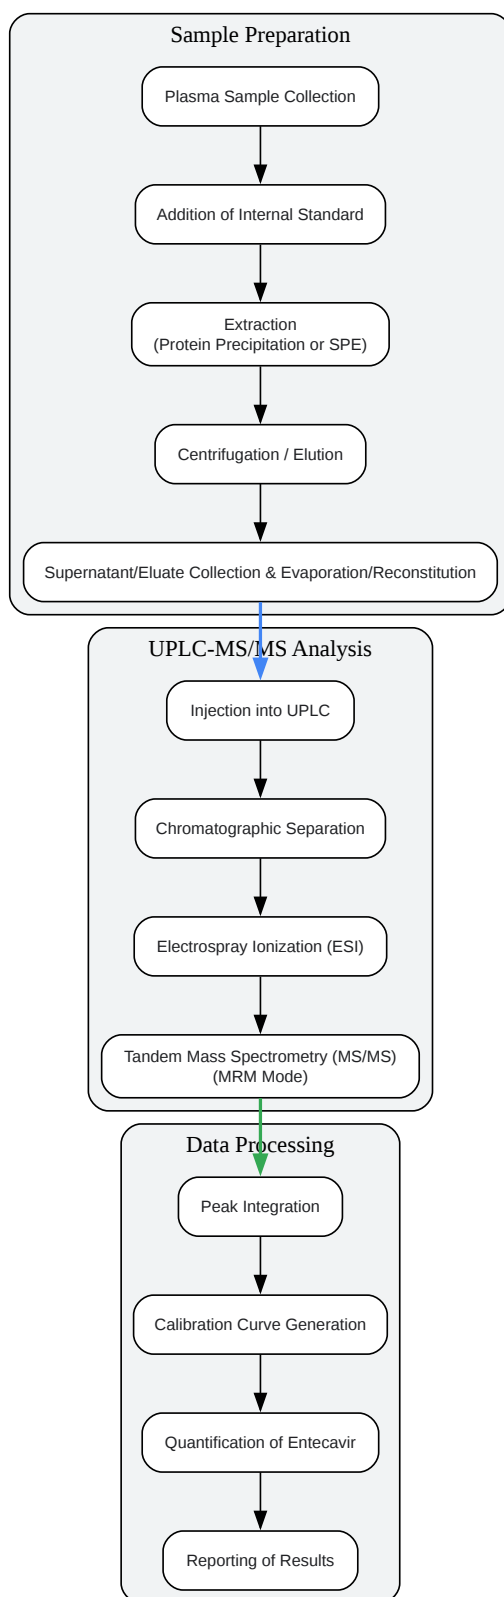 Sample Preparation
Plasma Sample Collection
Addition of Internal Standard
Extraction
(Protein Precipitation or SPE)
Centrifugation / Elution
Supernatant/Eluate Collection & Evaporation/Reconstitution
UPLC-MS/MS Analysis
Injection into UPLC
Chromatographic Separation
Electrospray Ionization (ESI)
Tandem Mass Spectrometry (MS/MS)
(MRM Mode)
Data Processing
Peak Integration
Calibration Curve Generation
Quantification of Entecavir
Reporting of Results